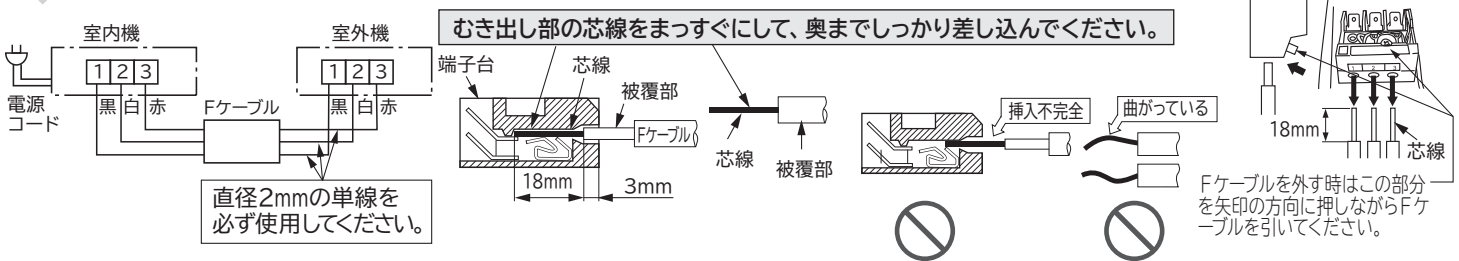 むき出し部の芯線をまっすぐにして、奥までしっかり差し込んでください。
室内機
室外機
1 2 3
1 2 3
電源
コード
黒 白 赤
Fケーブル
黒 白 赤
直径2mmの単線を
必ず使用してください。
端子台
芯線
被覆部
Fケーブル
18mm
3mm
芯線
被覆部
挿入不完全
曲がっている
1 2 3
18mm
芯線
Fケーブルを外す時はこの部分
を矢印の方向に押しながらFケ
ーブルを引いてください。